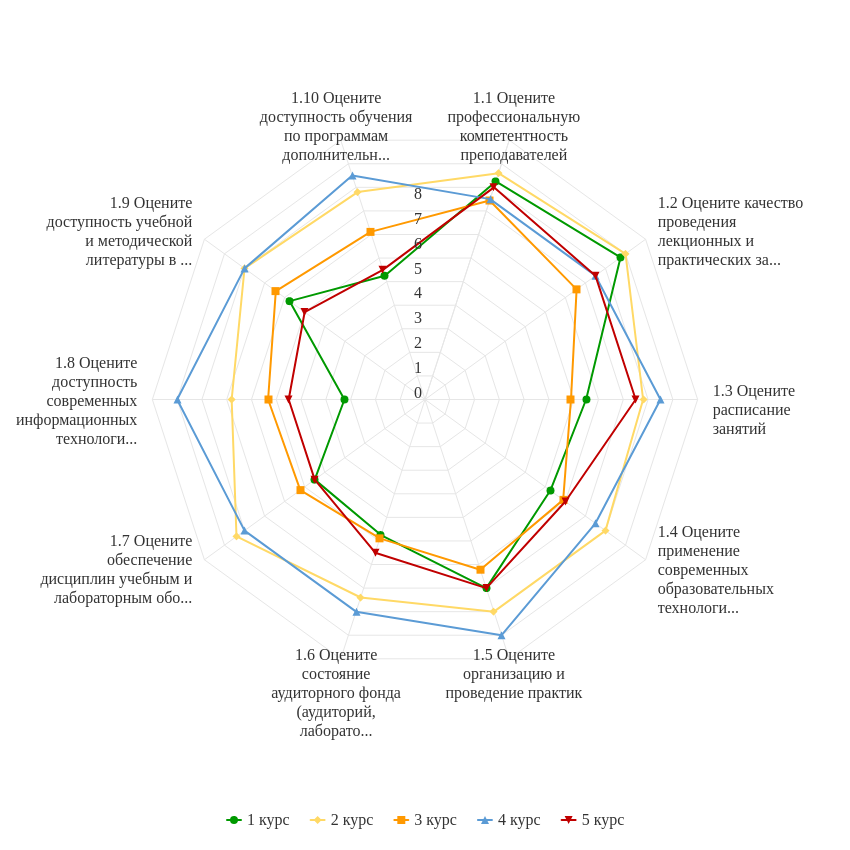 1.10 Оцените
доступность обучения
по программам
дополнительн...
1.1 Оцените
профессиональную
компетентность
преподавателей
1.9 Оцените
доступность учебной
и методической
литературы в ...
1.2 Оцените качество
проведения
лекционных и
практических за...
8
7
6
5
4
3
2
1
0
1.8 Оцените
доступность
современных
информационных
технологи...
1.3 Оцените
расписание
занятий
1.7 Оцените
обеспечение
дисциплин учебным и
лабораторным обо...
1.4 Оцените
применение
современных
образовательных
технологи...
1.6 Оцените
состояние
аудиторного фонда
(аудиторий,
лаборато...
1.5 Оцените
организацию и
проведение практик
1 курс 2 курс 3 курс 4 курс 5 курс